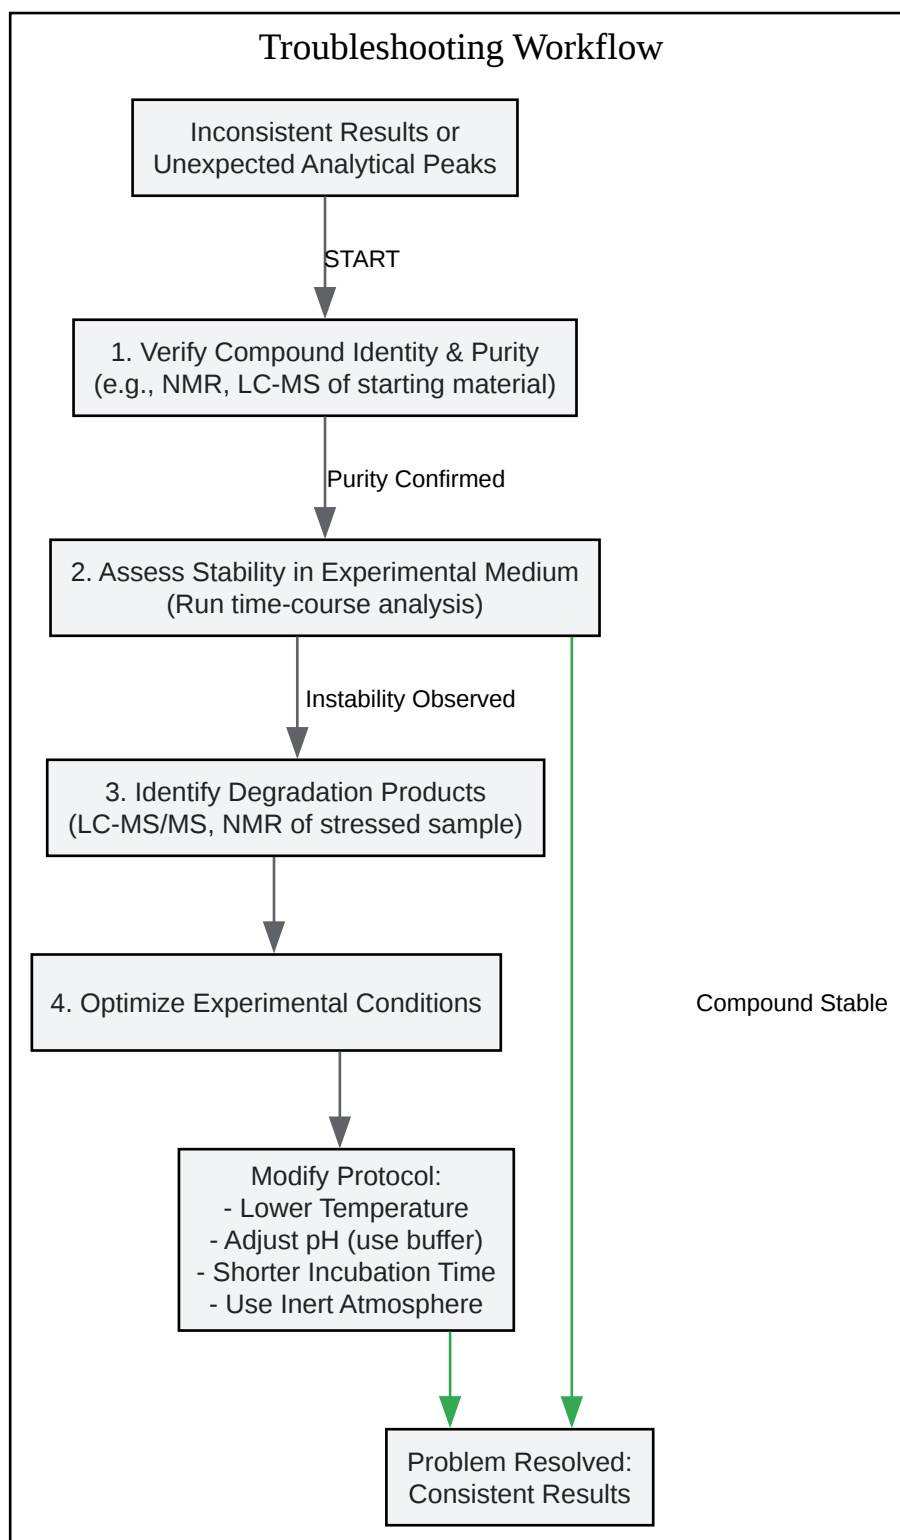 Troubleshooting Workflow
Inconsistent Results or
Unexpected Analytical Peaks
START
1. Verify Compound Identity & Purity
(e.g., NMR, LC-MS of starting material)
Purity Confirmed
2. Assess Stability in Experimental Medium
(Run time-course analysis)
Instability Observed
3. Identify Degradation Products
(LC-MS/MS, NMR of stressed sample)
4. Optimize Experimental Conditions
Compound Stable
Modify Protocol:
- Lower Temperature
- Adjust pH (use buffer)
- Shorter Incubation Time
- Use Inert Atmosphere
Problem Resolved:
Consistent Results